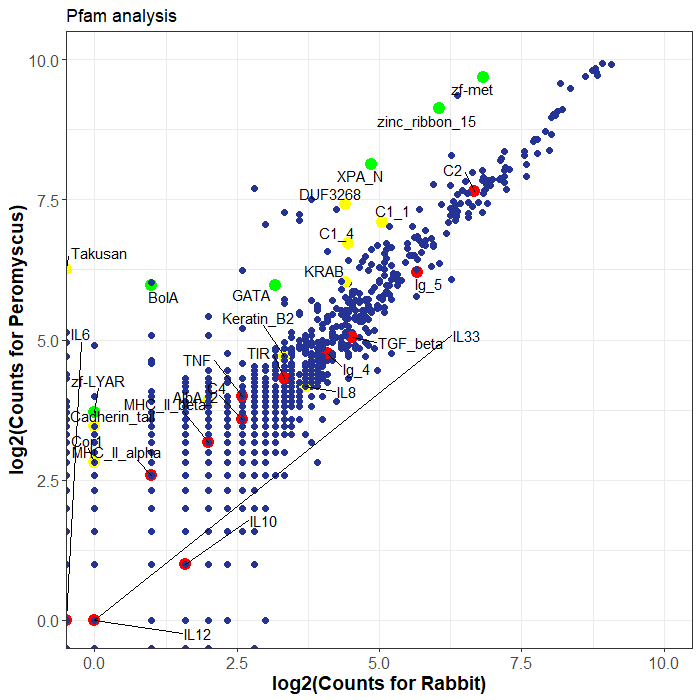 Pfam analysis
log2(Counts for Peromyscus)
10.0
7.5
5.0
2.5
0.0
zf-met
zinc_ribbon_15
XPA_N
C2
DUF3268
C1_1
C1_4
Takusan
KRAB
Ig_5
GATA
BolA
Keratin_B2
IL6
IL33
TGF_beta
TIR
TNF
Ig_4
zf-LYAR
C4
IL8
MHC_II_beta
Cadherin_tail
MHC_II_alpha
IL10
IL12
0.0
2.5
5.0
7.5
10.0
log2(Counts for Rabbit)